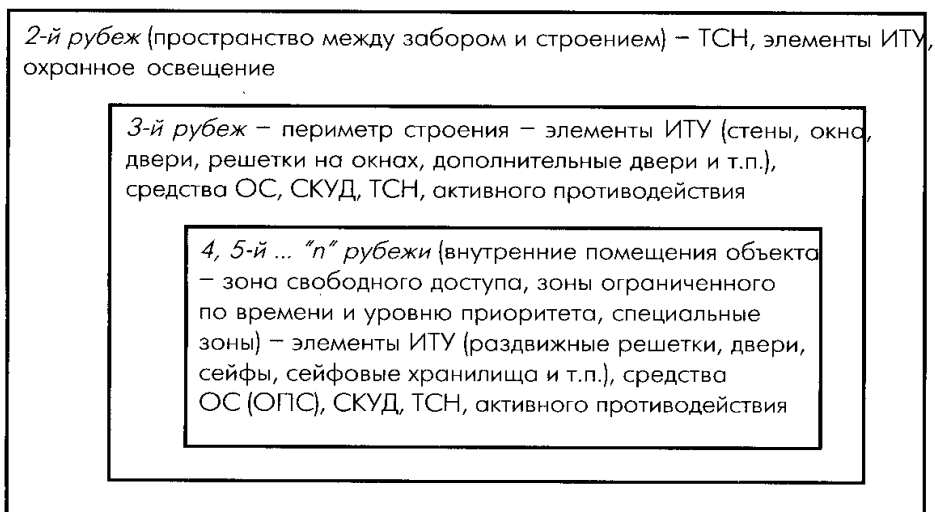 2-й рубеж (пространство между забором и строением) – ТСН, элементы ИТУ,
охранное освещение
3-й рубеж – периметр строения – элементы ИТУ (стены, окна,
двери, решетки на окнах, дополнительные двери и т.п.),
средства ОС, СКУД, ТСН, активного противодействия
4, 5-й ... "n" рубежи (внутренние помещения объекта
– зона свободного доступа, зоны ограниченного
по времени и уровню приоритета, специальные
зоны) – элементы ИТУ (раздвижные решетки, двери,
сейфы, сейфовые хранилища и т.п.), средства
ОС (ОПС), СКУД, ТСН, активного противодействия